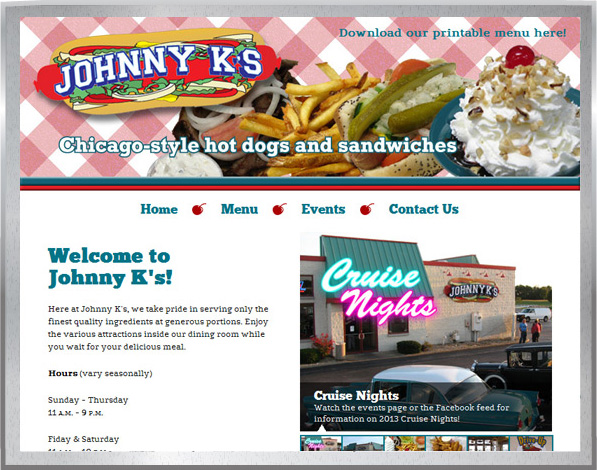 Download our printable menu here!
JOHNNY K'S
Chicago-style hot dogs and sandwiches
Home Menu Events Contact Us
Welcome to
Johnny K's!
Here at Johnny K's, we take pride in serving only the
finest quality ingredients at generous portions. Enjoy
the various attractions inside our dining room while
you wait for your delicious meal.
Hours (vary seasonally)
Sunday - Thursday
11 A.M. - 9 P.M.
Fiday & Saturday
Cruise
Nights
JOHNNY K'S
Cruise Nights
Watch the events page or the Facebook feed for
information on 2013 Cruise Nights!